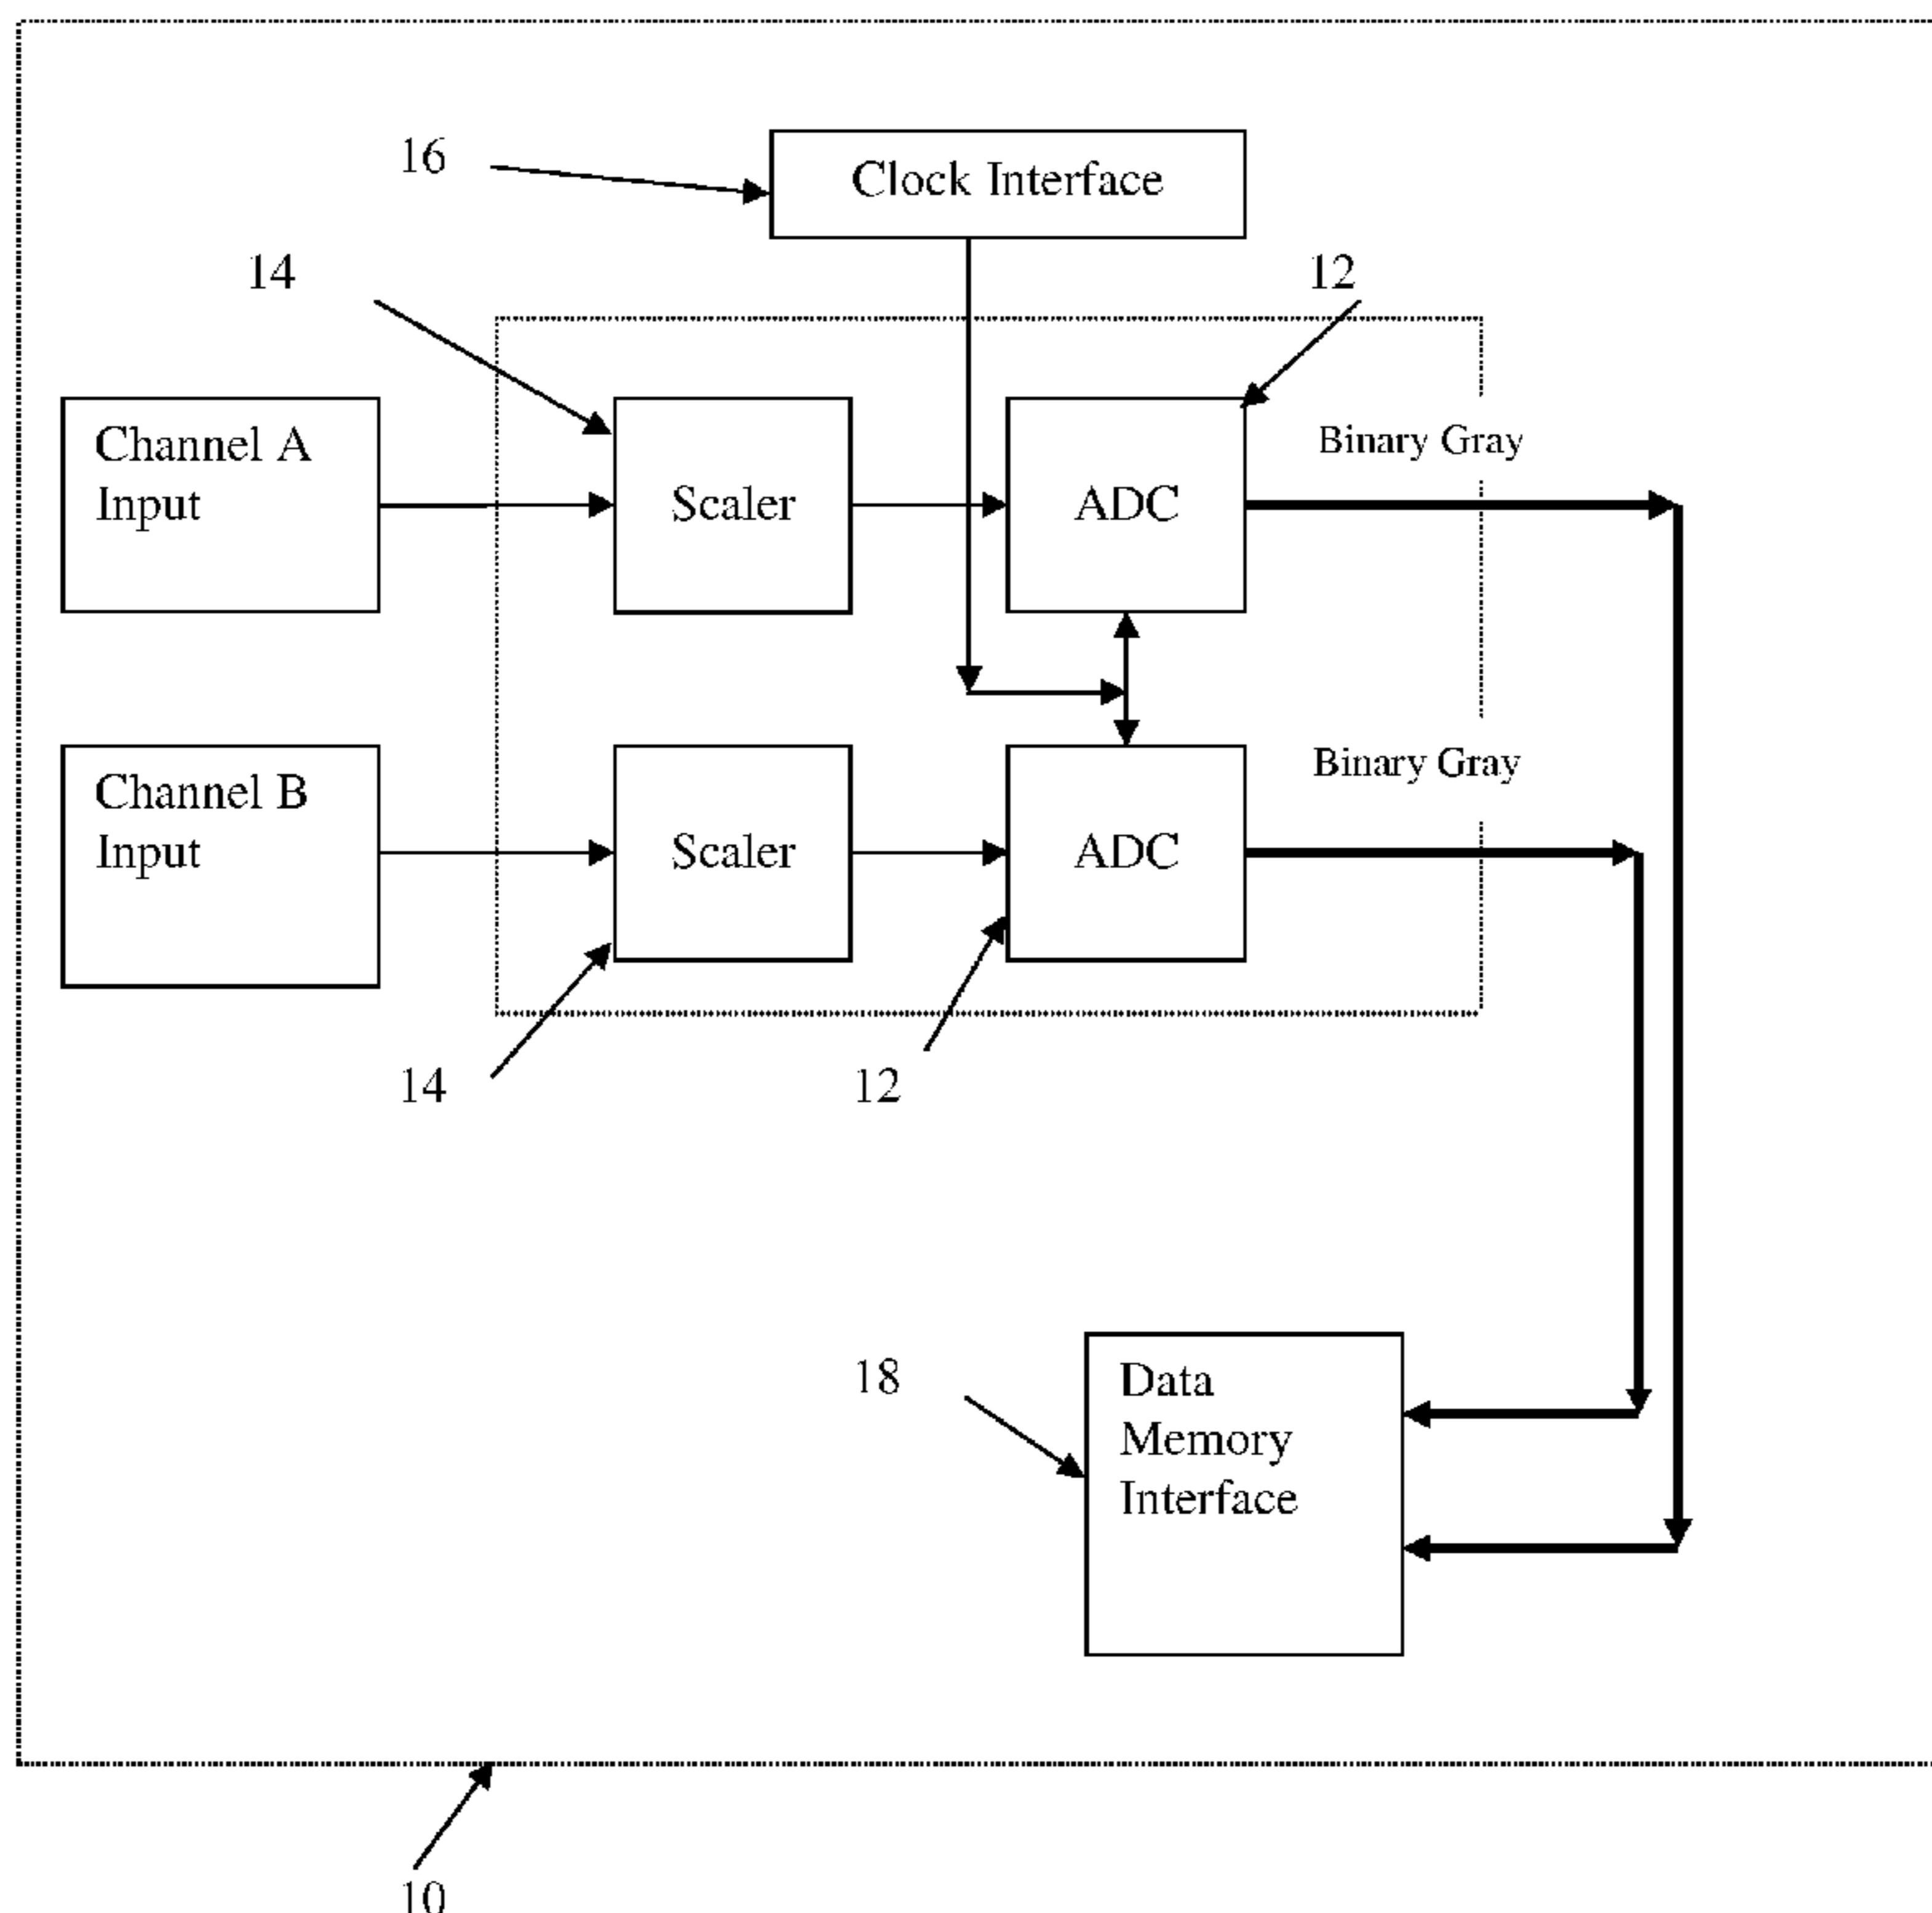 16
Clock Interface
14
12
Channel A
Input
Scaler
ADC
Binary Gray
Channel B
Input
Scaler
ADC
Binary Gray
14
12
18
Data
Memory
Interface
10